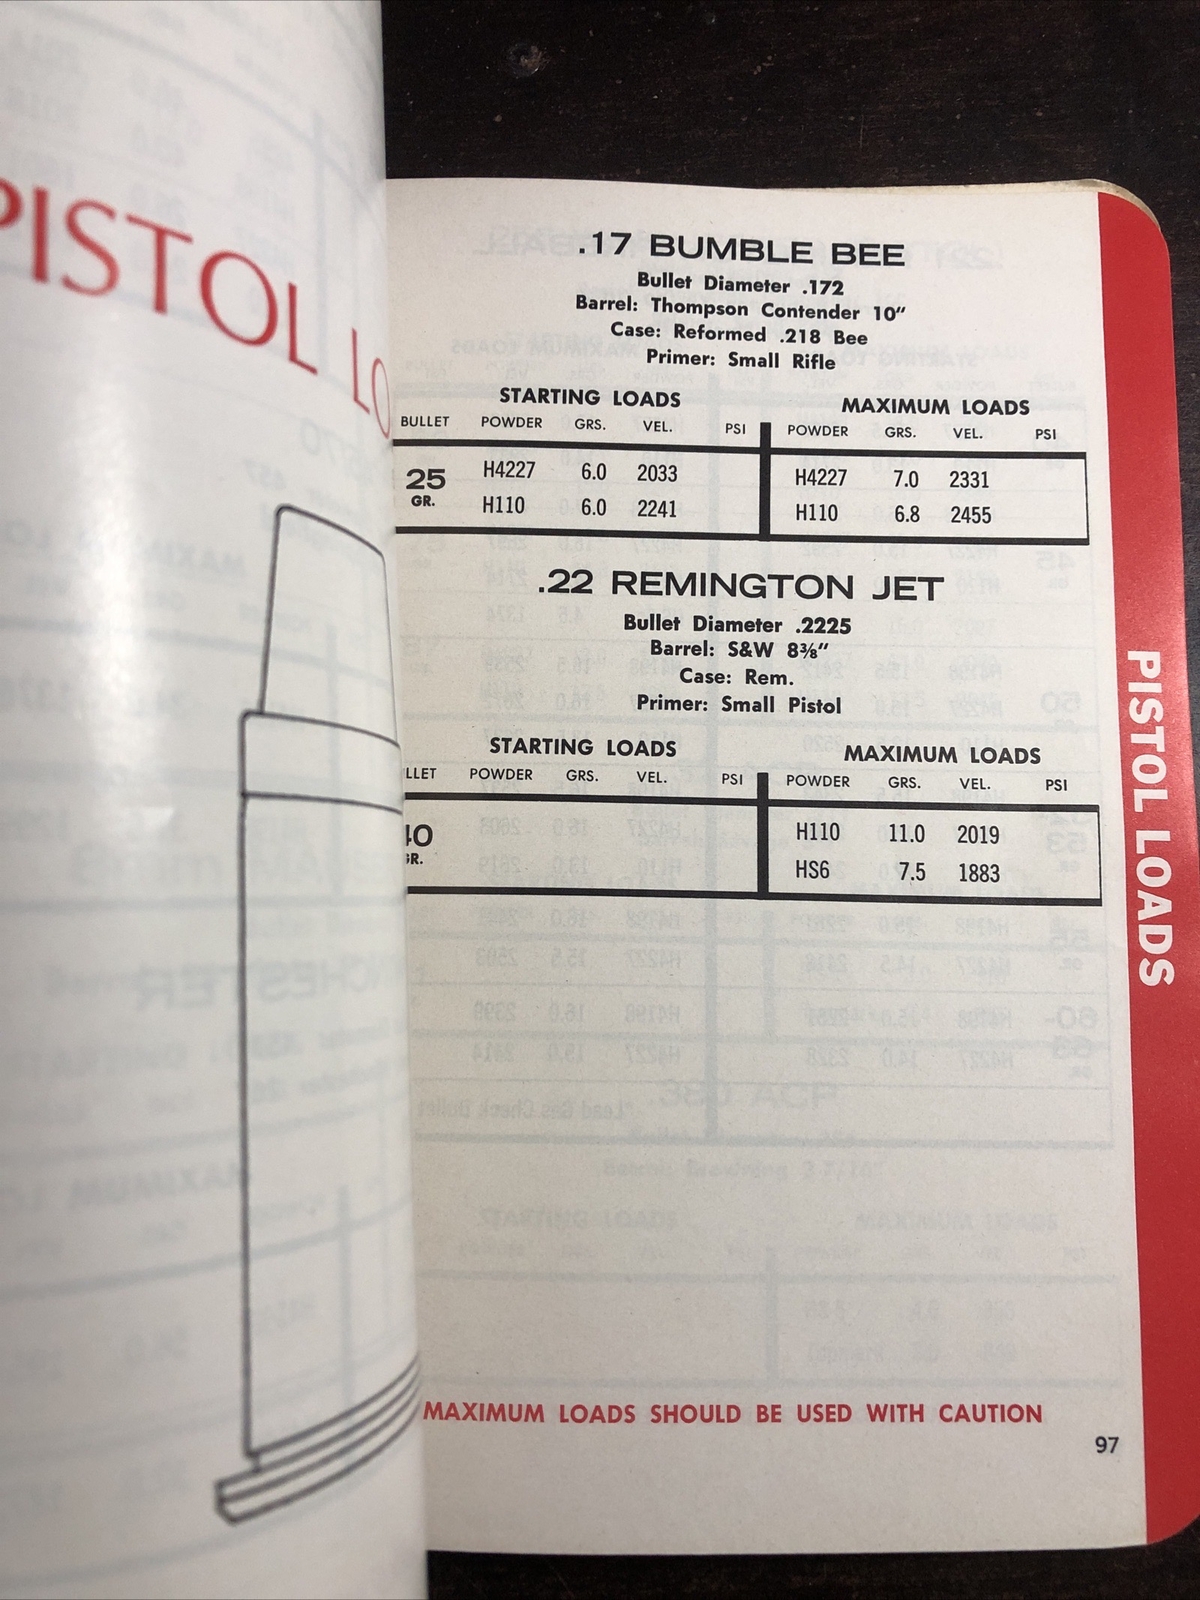 PISTOL LO
.17 BUMBLE BEE
Bullet Diameter .172
Barrel: Thompson Contender 10"
Case: Reformed .218 Bee
Primer: Small Rifle
STARTING LOADS MAXIMUM LOADS
BULLET POWDER GRS. VEL. PSI POWDER GRS. VEL. PSI
25 GR. H4227 6.0 2033 H4227 7.0 2331
H110 6.0 2241 H110 6.8 2455
.22 REMINGTON JET
Bullet Diameter .2225
Barrel: S&W 8⅜"
Case: Rem.
Primer: Small Pistol
STARTING LOADS MAXIMUM LOADS
LLET POWDER GRS. VEL. PSI POWDER GRS. VEL. PSI
40 GR. H110 11.0 2019
HS6 7.5 1883
MAXIMUM LOADS SHOULD BE USED WITH CAUTION
97
PISTOL LOADS